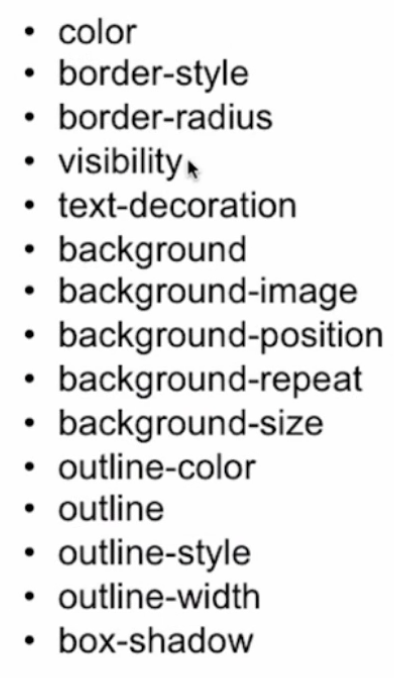 • color
• border-style
• border-radius
• visibility
• text-decoration
• background
• background-image
• background-position
• background-repeat
• background-size
• outline-color
• outline
• outline-style
• outline-width
• box-shadow